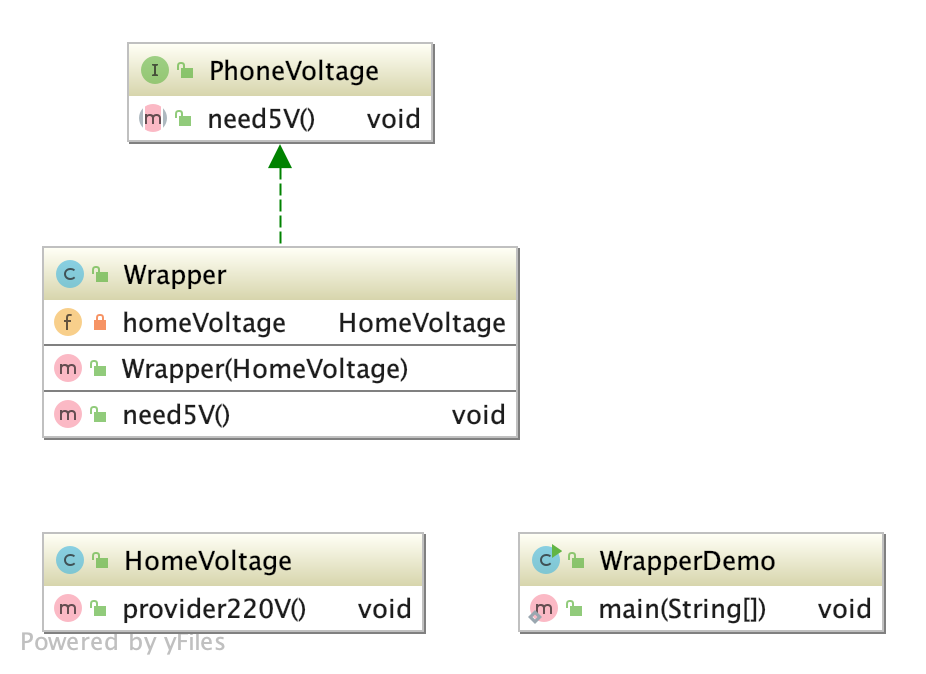 I PhoneVoltage
m need5V() void
C Wrapper
f homeVoltage HomeVoltage
m Wrapper(HomeVoltage)
m need5V() void
C HomeVoltage
m provider220V() void
C WrapperDemo
m main(String[]) void
Powered by yFiles